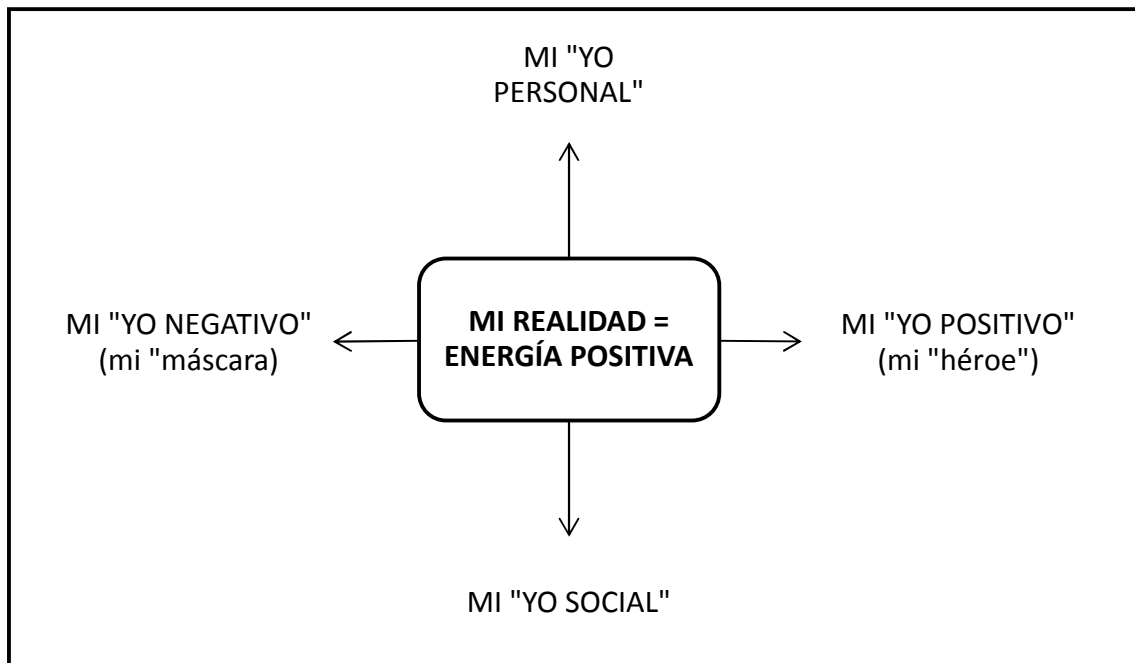 MI "YO
PERSONAL"
MI "YO NEGATIVO"
(mi "máscara)
MI REALIDAD =
ENERGÍA POSITIVA
MI "YO POSITIVO"
(mi "héroe")
MI "YO SOCIAL"